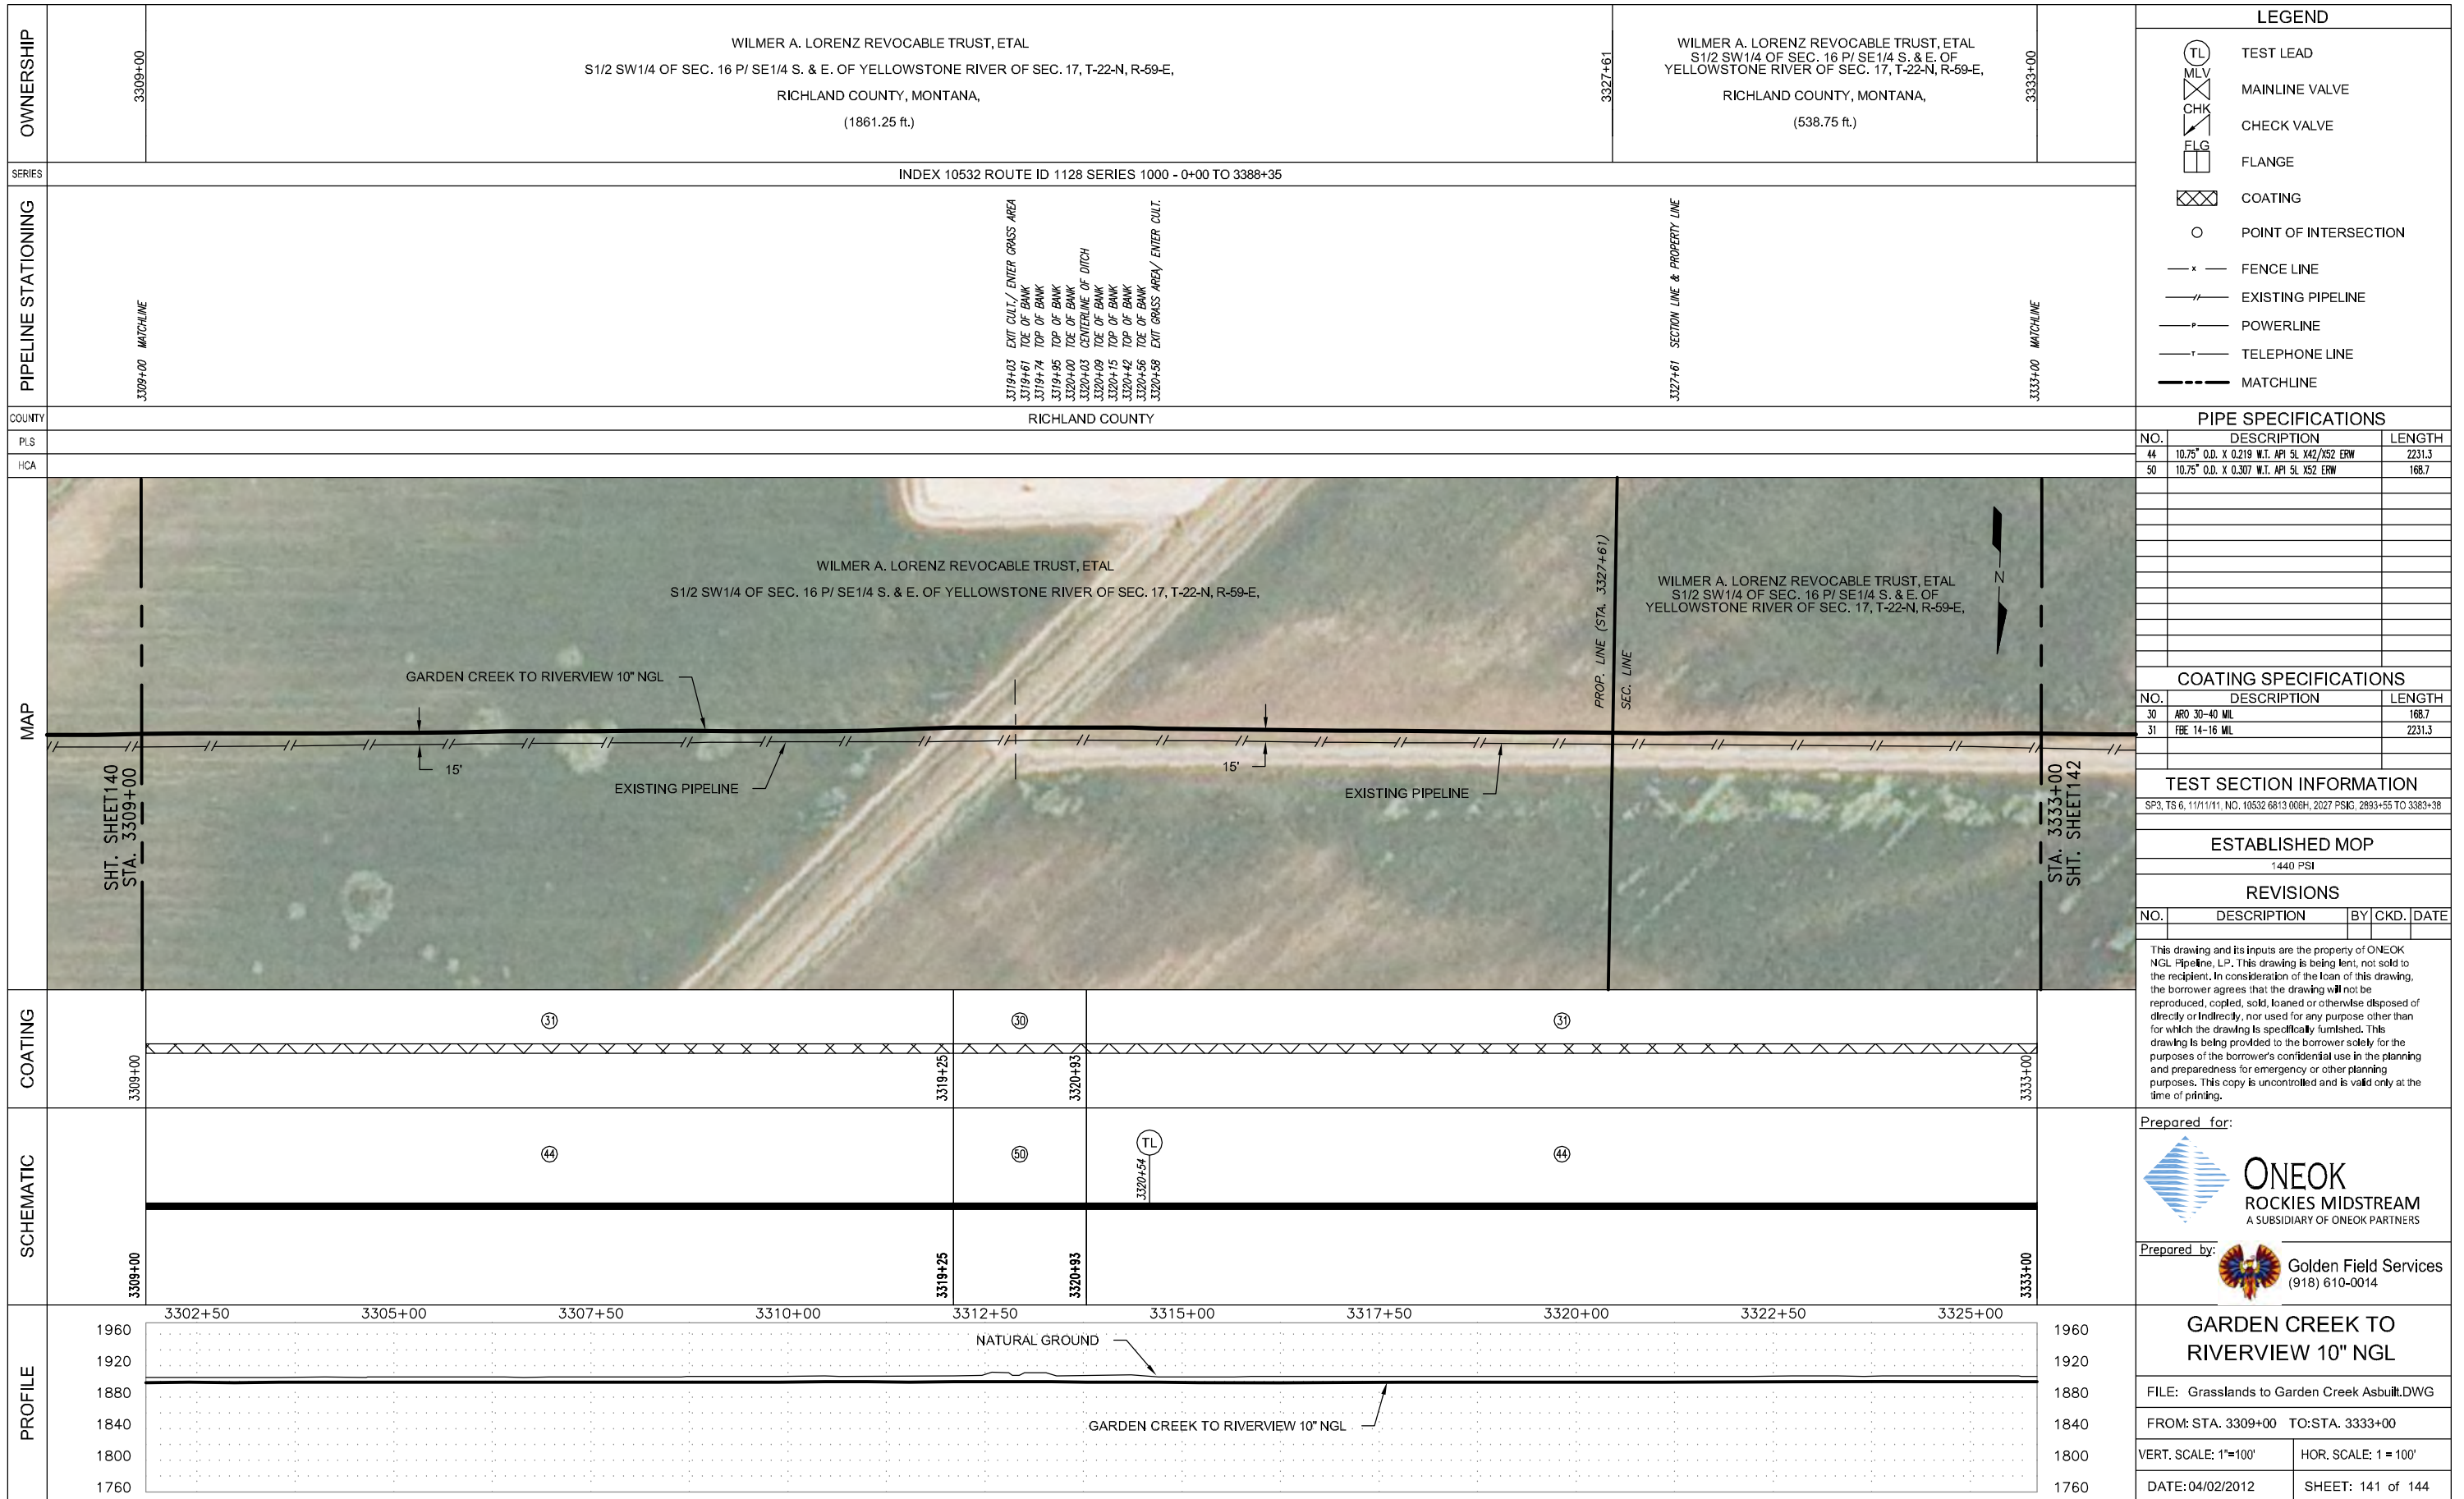 OWNERSHIP
3309+00
WILMER A. LORENZ REVOCABLE TRUST, ETAL
S1/2 SW1/4 OF SEC. 16 P/ SE1/4 S. & E. OF YELLOWSTONE RIVER OF SEC. 17, T-22-N, R-59-E,
RICHLAND COUNTY, MONTANA,
(1861.25 ft.)
3327+61
WILMER A. LORENZ REVOCABLE TRUST, ETAL
S1/2 SW1/4 OF SEC. 16 P/ SE1/4 S. & E. OF
YELLOWSTONE RIVER OF SEC. 17, T-22-N, R-59-E,
RICHLAND COUNTY, MONTANA,
(538.75 ft.)
3333+00
SERIES
INDEX 10532 ROUTE ID 1128 SERIES 1000 - 0+00 TO 3388+35
PIPELINE STATIONING
3309+00 MATCHLINE
3319+03 EXIT CULT./ ENTER GRASS AREA
3319+61 TOE OF BANK
3319+74 TOP OF BANK
3319+95 TOP OF BANK
3320+00 TOE OF BANK
3320+03 CENTERLINE OF DITCH
3320+09 TOE OF BANK
3320+15 TOP OF BANK
3320+42 TOP OF BANK
3320+56 TOE OF BANK
3320+58 EXIT GRASS AREA/ ENTER CULT.
3327+61 SECTION LINE & PROPERTY LINE
3333+00 MATCHLINE
COUNTY
RICHLAND COUNTY
PLS
HCA
MAP
SHT. SHEET140
STA. 3309+00
WILMER A. LORENZ REVOCABLE TRUST, ETAL
S1/2 SW1/4 OF SEC. 16 P/ SE1/4 S. & E. OF YELLOWSTONE RIVER OF SEC. 17, T-22-N, R-59-E,
GARDEN CREEK TO RIVERVIEW 10" NGL
15'
EXISTING PIPELINE
15'
EXISTING PIPELINE
PROP. LINE (STA. 3327+61)
SEC. LINE
WILMER A. LORENZ REVOCABLE TRUST, ETAL
S1/2 SW1/4 OF SEC. 16 P/ SE1/4 S. & E. OF
YELLOWSTONE RIVER OF SEC. 17, T-22-N, R-59-E,
N
STA. 3333+00
SHT. SHEET142
COATING
31
30
31
3309+00
3319+25
3320+93
3333+00
SCHEMATIC
44
50
TL
3320+54
44
3309+00
3319+25
3320+93
3333+00
PROFILE
3302+50 3305+00 3307+50 3310+00 3312+50 3315+00 3317+50 3320+00 3322+50 3325+00
1960
1920
1880
1840
1800
1760
NATURAL GROUND
GARDEN CREEK TO RIVERVIEW 10" NGL
1960
1920
1880
1840
1800
1760
LEGEND
TL TEST LEAD
MLV MAINLINE VALVE
CHK CHECK VALVE
FLG FLANGE
COATING
POINT OF INTERSECTION
x FENCE LINE
// EXISTING PIPELINE
P POWERLINE
T TELEPHONE LINE
MATCHLINE
PIPE SPECIFICATIONS
NO. DESCRIPTION LENGTH
44 10.75" O.D. X 0.219 W.T. API 5L X42/X52 ERW 2231.3
50 10.75" O.D. X 0.307 W.T. API 5L X52 ERW 168.7
COATING SPECIFICATIONS
NO. DESCRIPTION LENGTH
30 ARO 30-40 MIL 168.7
31 FBE 14-16 MIL 2231.3
TEST SECTION INFORMATION
SP3, TS 6, 11/11/11, NO. 10532 6813 006H, 2027 PSIG, 2893+55 TO 3383+38
ESTABLISHED MOP
1440 PSI
REVISIONS
NO. DESCRIPTION BY CKD. DATE
This drawing and its inputs are the property of ONEOK
NGL Pipeline, LP. This drawing is being lent, not sold to
the recipient. In consideration of the loan of this drawing,
the borrower agrees that the drawing will not be
reproduced, copied, sold, loaned or otherwise disposed of
directly or indirectly, nor used for any purpose other than
for which the drawing is specifically furnished. This
drawing is being provided to the borrower solely for the
purposes of the borrower's confidential use in the planning
and preparedness for emergency or other planning
purposes. This copy is uncontrolled and is valid only at the
time of printing.
Prepared for:
ONEOK
ROCKIES MIDSTREAM
A SUBSIDIARY OF ONEOK PARTNERS
Prepared by:
Golden Field Services
(918) 610-0014
GARDEN CREEK TO
RIVERVIEW 10" NGL
FILE: Grasslands to Garden Creek Asbuilt.DWG
FROM: STA. 3309+00 TO:STA. 3333+00
VERT. SCALE: 1"=100' HOR. SCALE: 1 = 100'
DATE: 04/02/2012 SHEET: 141 of 144